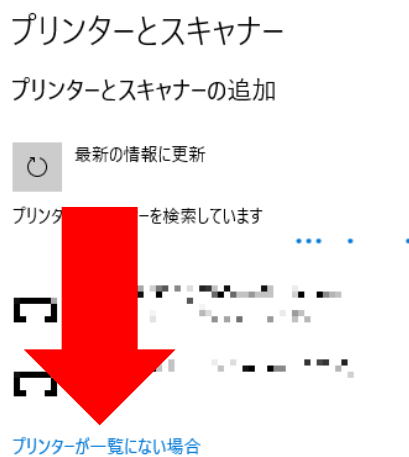 プリンターとスキャナー
プリンターとスキャナーの追加
最新の情報に更新
プリンタ ーを検索しています
プリンターが一覧にない場合